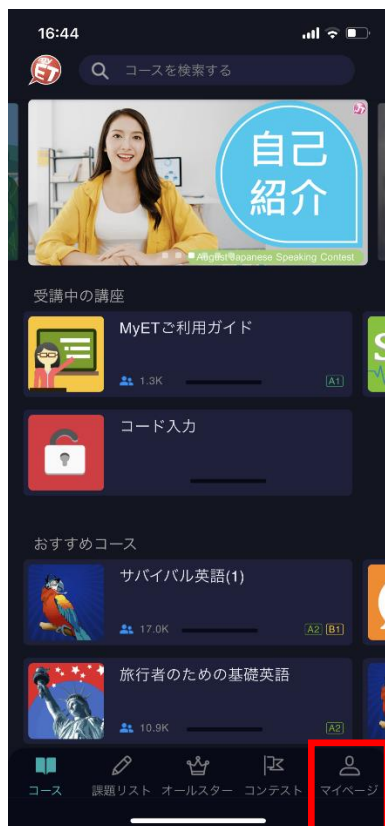 16:44
MY
ET
コースを検索する
自己
紹介
August Japanese Speaking Contest
受講中の講座
MyETご利用ガイド
1.3K
A1
コード入力
おすすめコース
サバイバル英語(1)
17.0K
A2 B1
旅行者のための基礎英語
10.9K
A2
コース 課題リスト オールスター コンテスト マイページ